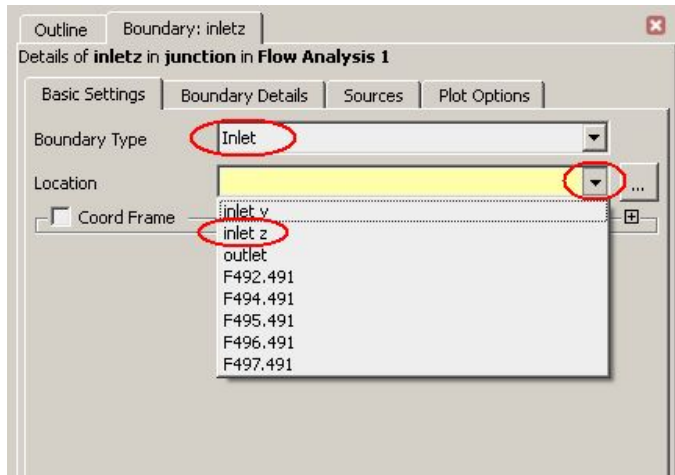 Outline Boundary: inletz
Details of inletz in junction in Flow Analysis 1
Basic Settings Boundary Details Sources Plot Options
Boundary Type Inlet
Location ...
Coord Frame
inlet y
inlet z
outlet
F492.491
F494.491
F495.491
F496.491
F497.491